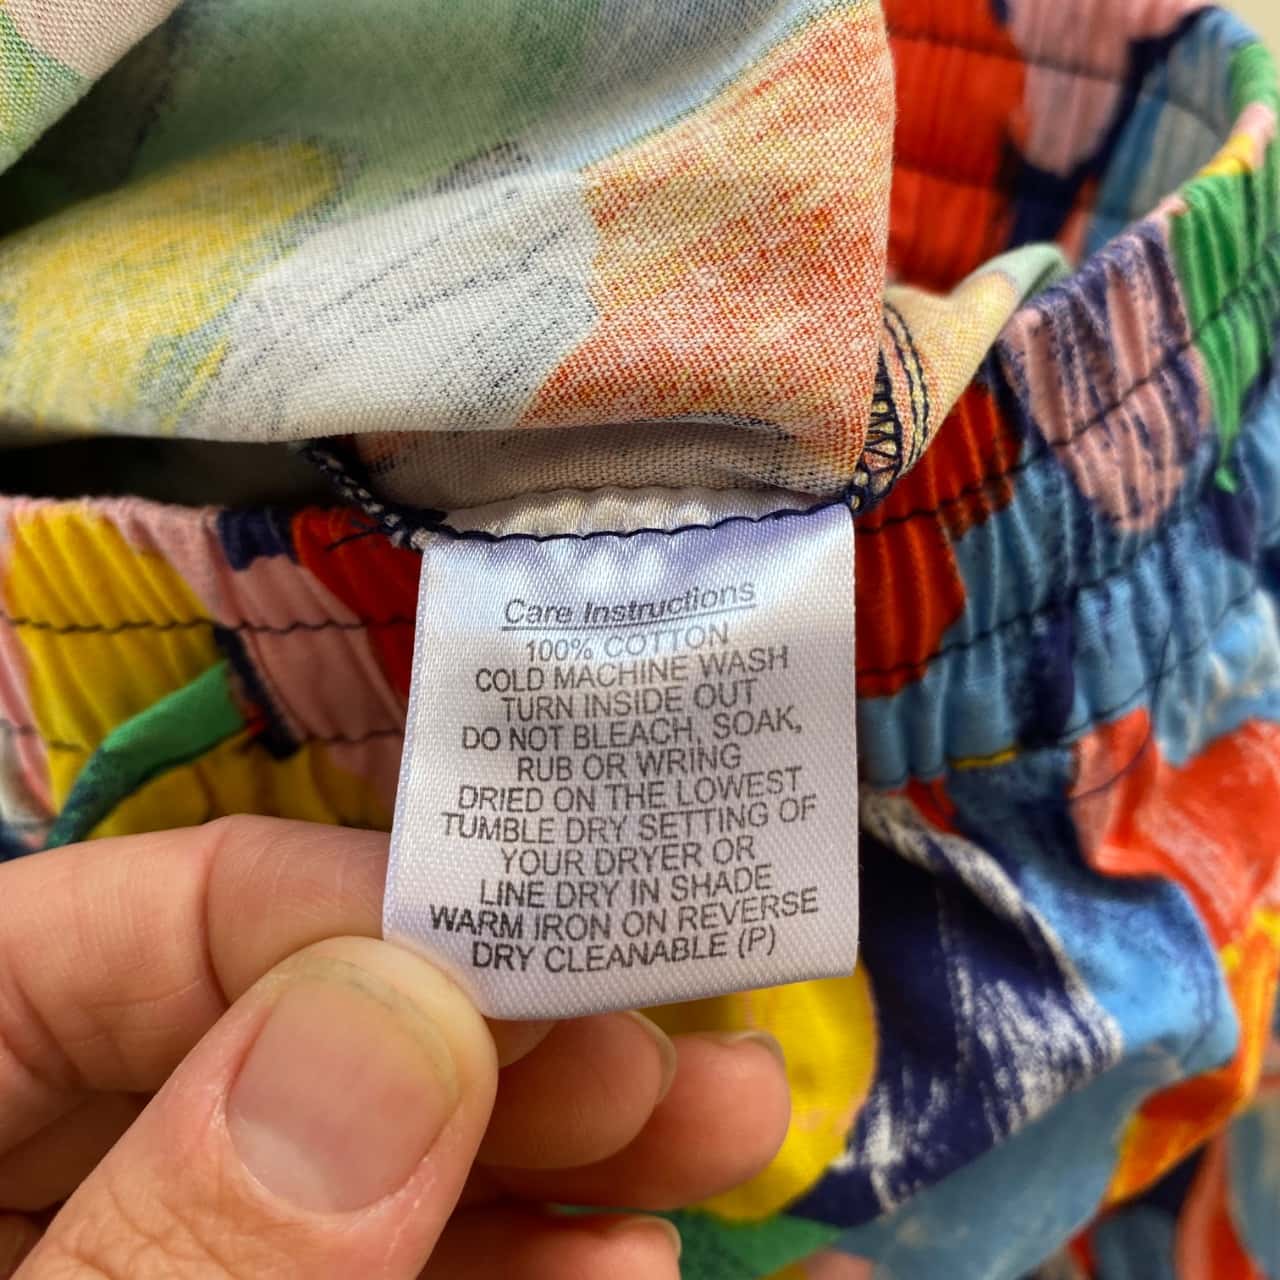 Care Instructions
100% COTTON
COLD MACHINE WASH
TURN INSIDE OUT
DO NOT BLEACH, SOAK,
RUB OR WRING
DRIED ON THE LOWEST
TUMBLE DRY SETTING OF
YOUR DRYER OR
LINE DRY IN SHADE
WARM IRON ON REVERSE
DRY CLEANABLE (P)